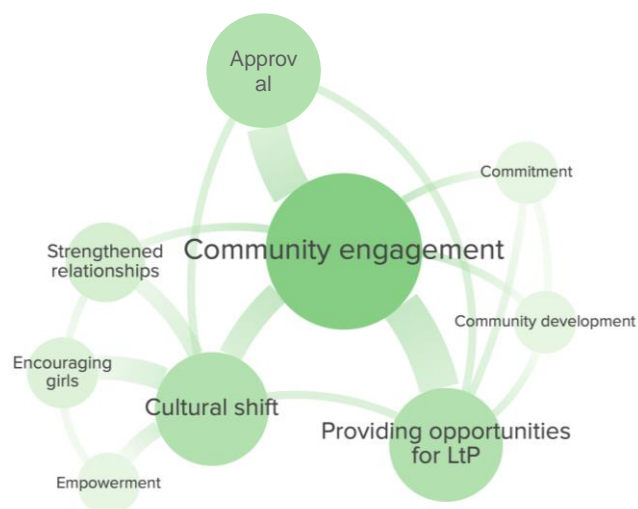 Approv
al
Commitment
Strengthened
relationships
Community engagement
Community development
Encouraging
girls
Cultural shift
Providing opportunities
for LtP
Empowerment